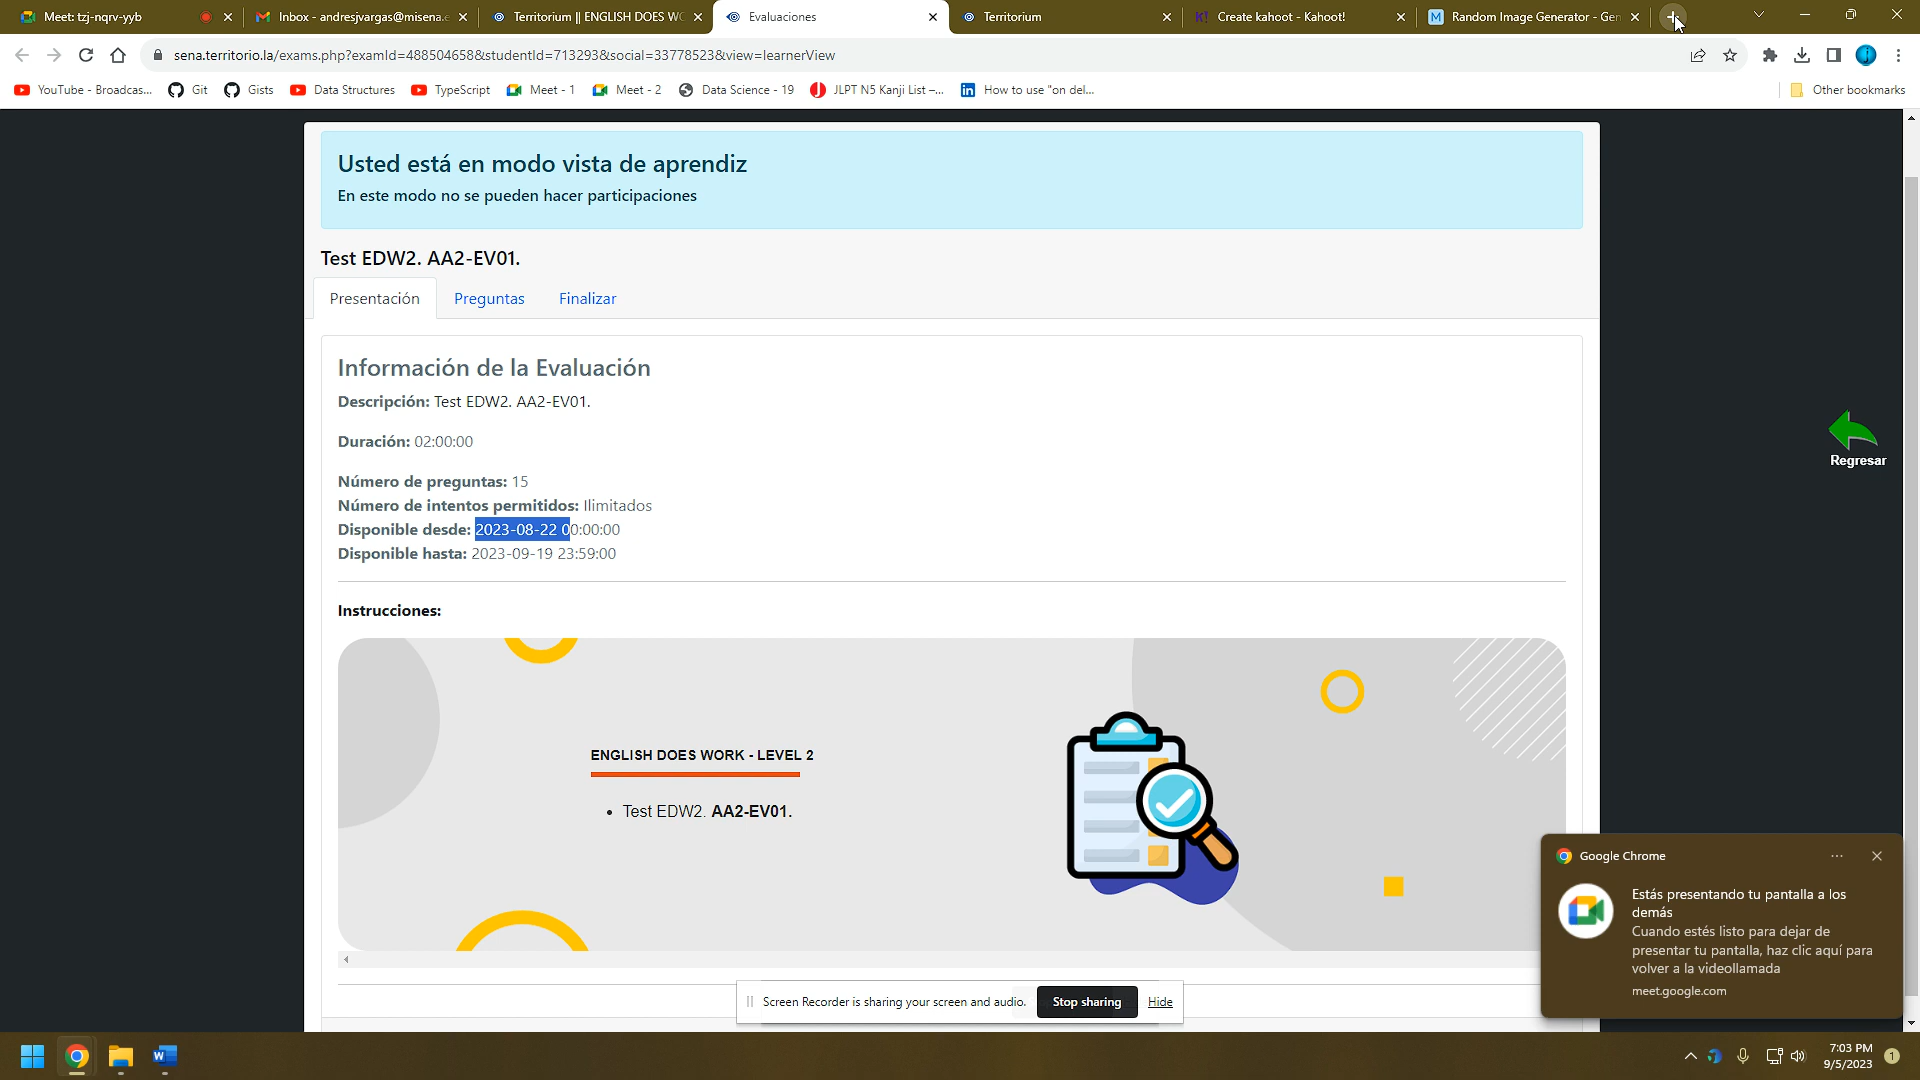 Meet: tzj-nqrv-yyb
Inbox - andresjvargas@misena.e
Territorium || ENGLISH DOES WO
Evaluaciones
Territorium
Create kahoot - Kahoot!
Random Image Generator - Gen
sena.territorio.la/exams.php?examId=488504658&studentId=713293&social=33778523&view=learnerView
YouTube - Broadcas...
Git
Gists
Data Structures
TypeScript
Meet - 1
Meet - 2
Data Science - 19
JLPT N5 Kanji List –...
How to use "on del...
Other bookmarks
Usted está en modo vista de aprendiz
En este modo no se pueden hacer participaciones
Test EDW2. AA2-EV01.
Presentación
Preguntas
Finalizar
Información de la Evaluación
Descripción: Test EDW2. AA2-EV01.
Duración: 02:00:00
Número de preguntas: 15
Número de intentos permitidos: Ilimitados
Disponible desde: 2023-08-22 00:00:00
Disponible hasta: 2023-09-19 23:59:00
Regresar
Instrucciones:
ENGLISH DOES WORK - LEVEL 2
• Test EDW2. AA2-EV01.
Google Chrome
Estás presentando tu pantalla a los
demás
Cuando estés listo para dejar de
presentar tu pantalla, haz clic aquí para
volver a la videollamada
meet.google.com
Screen Recorder is sharing your screen and audio.
Stop sharing
Hide
7:03 PM
9/5/2023
1